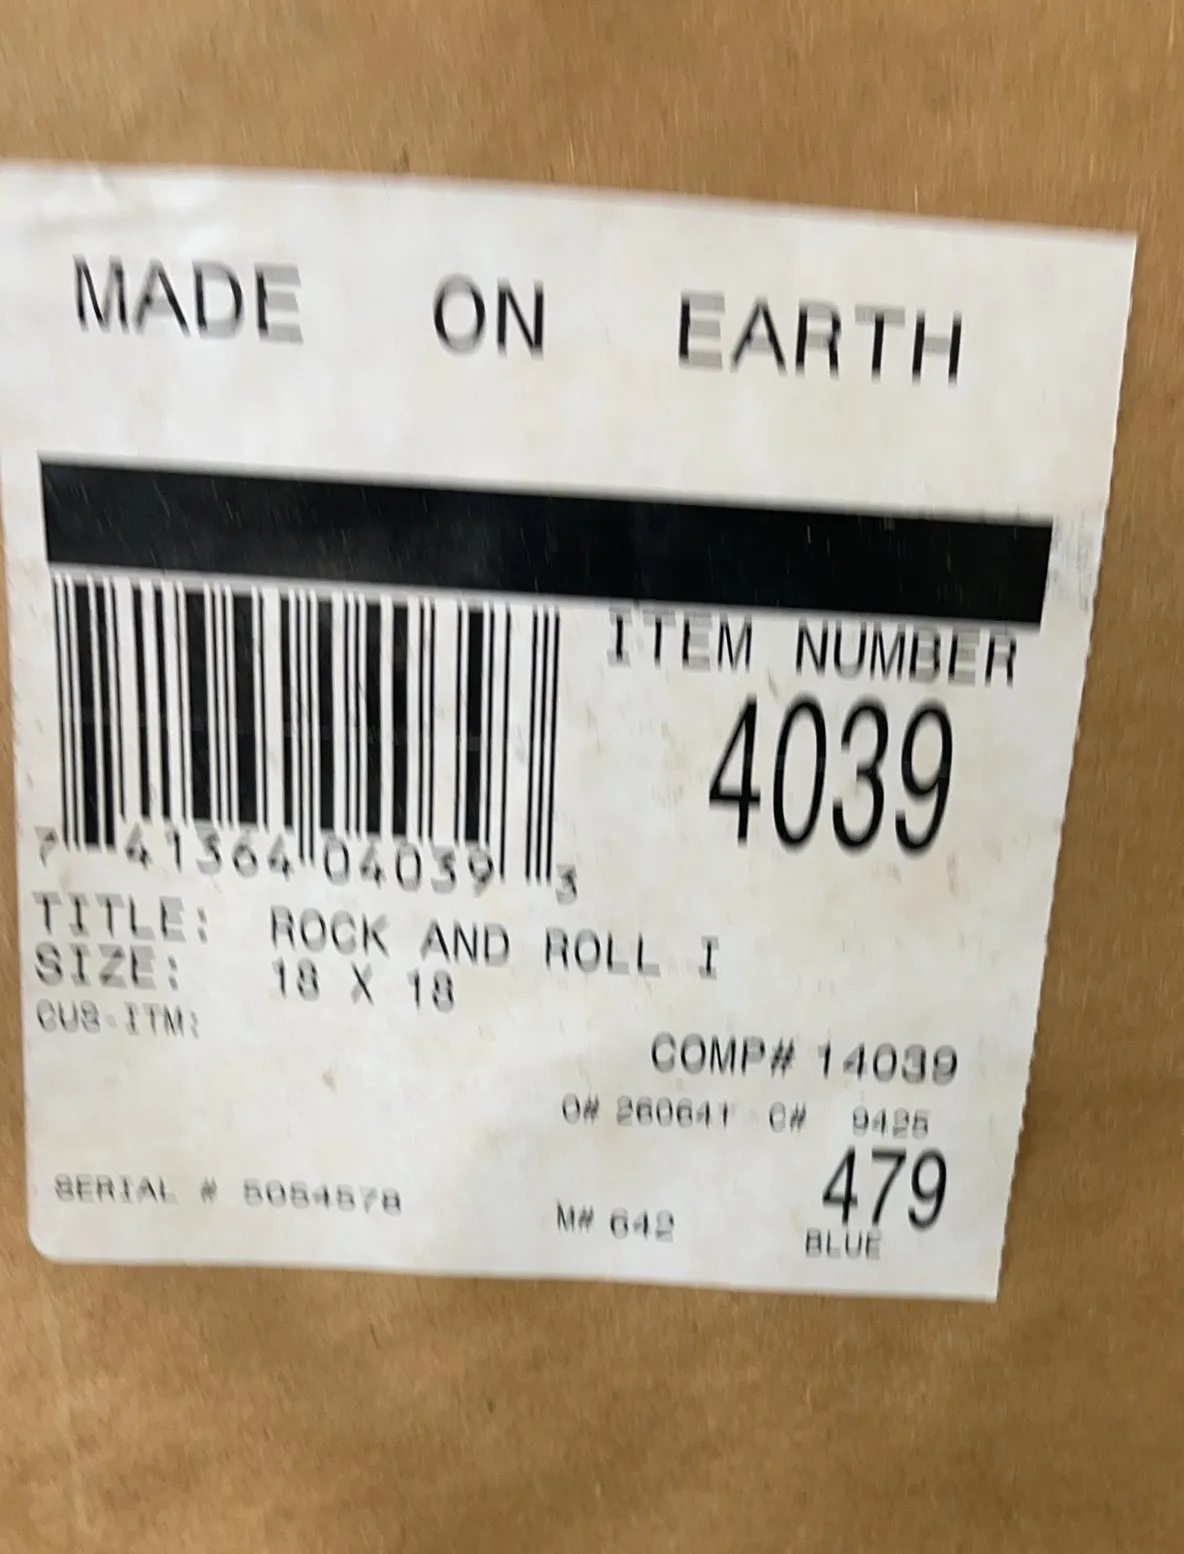 MADE ON EARTH
ITEM NUMBER
4039
7 41364 04039 3
TITLE: ROCK AND ROLL I
SIZE: 18 X 18
CUS-ITM:
COMP# 14039
O# 260641 C# 9425
479
SERIAL # 5054578
M# 642
BLUE